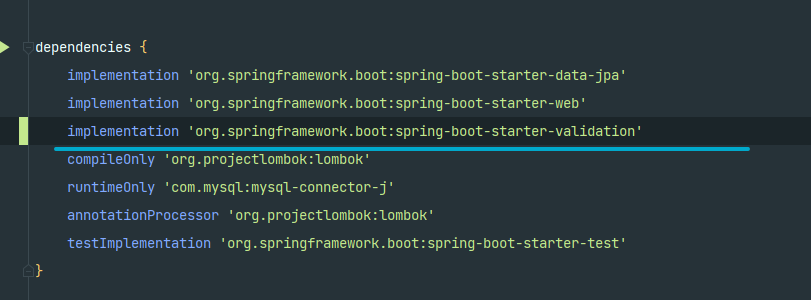 dependencies {
    implementation 'org.springframework.boot:spring-boot-starter-data-jpa'
    implementation 'org.springframework.boot:spring-boot-starter-web'
    implementation 'org.springframework.boot:spring-boot-starter-validation'
    compileOnly 'org.projectlombok:lombok'
    runtimeOnly 'com.mysql:mysql-connector-j'
    annotationProcessor 'org.projectlombok:lombok'
    testImplementation 'org.springframework.boot:spring-boot-starter-test'
}